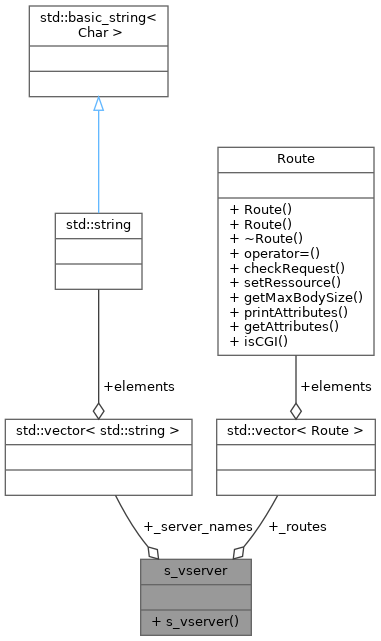 std::basic_string<
Char >
std::string
Route
+ Route()
+ Route()
+ ~Route()
+ operator=()
+ checkRequest()
+ setRessource()
+ getMaxBodySize()
+ printAttributes()
+ getAttributes()
+ isCGI()
+elements
+elements
std::vector< std::string >
std::vector< Route >
+_server_names
+_routes
s_vserver
+ s_vserver()